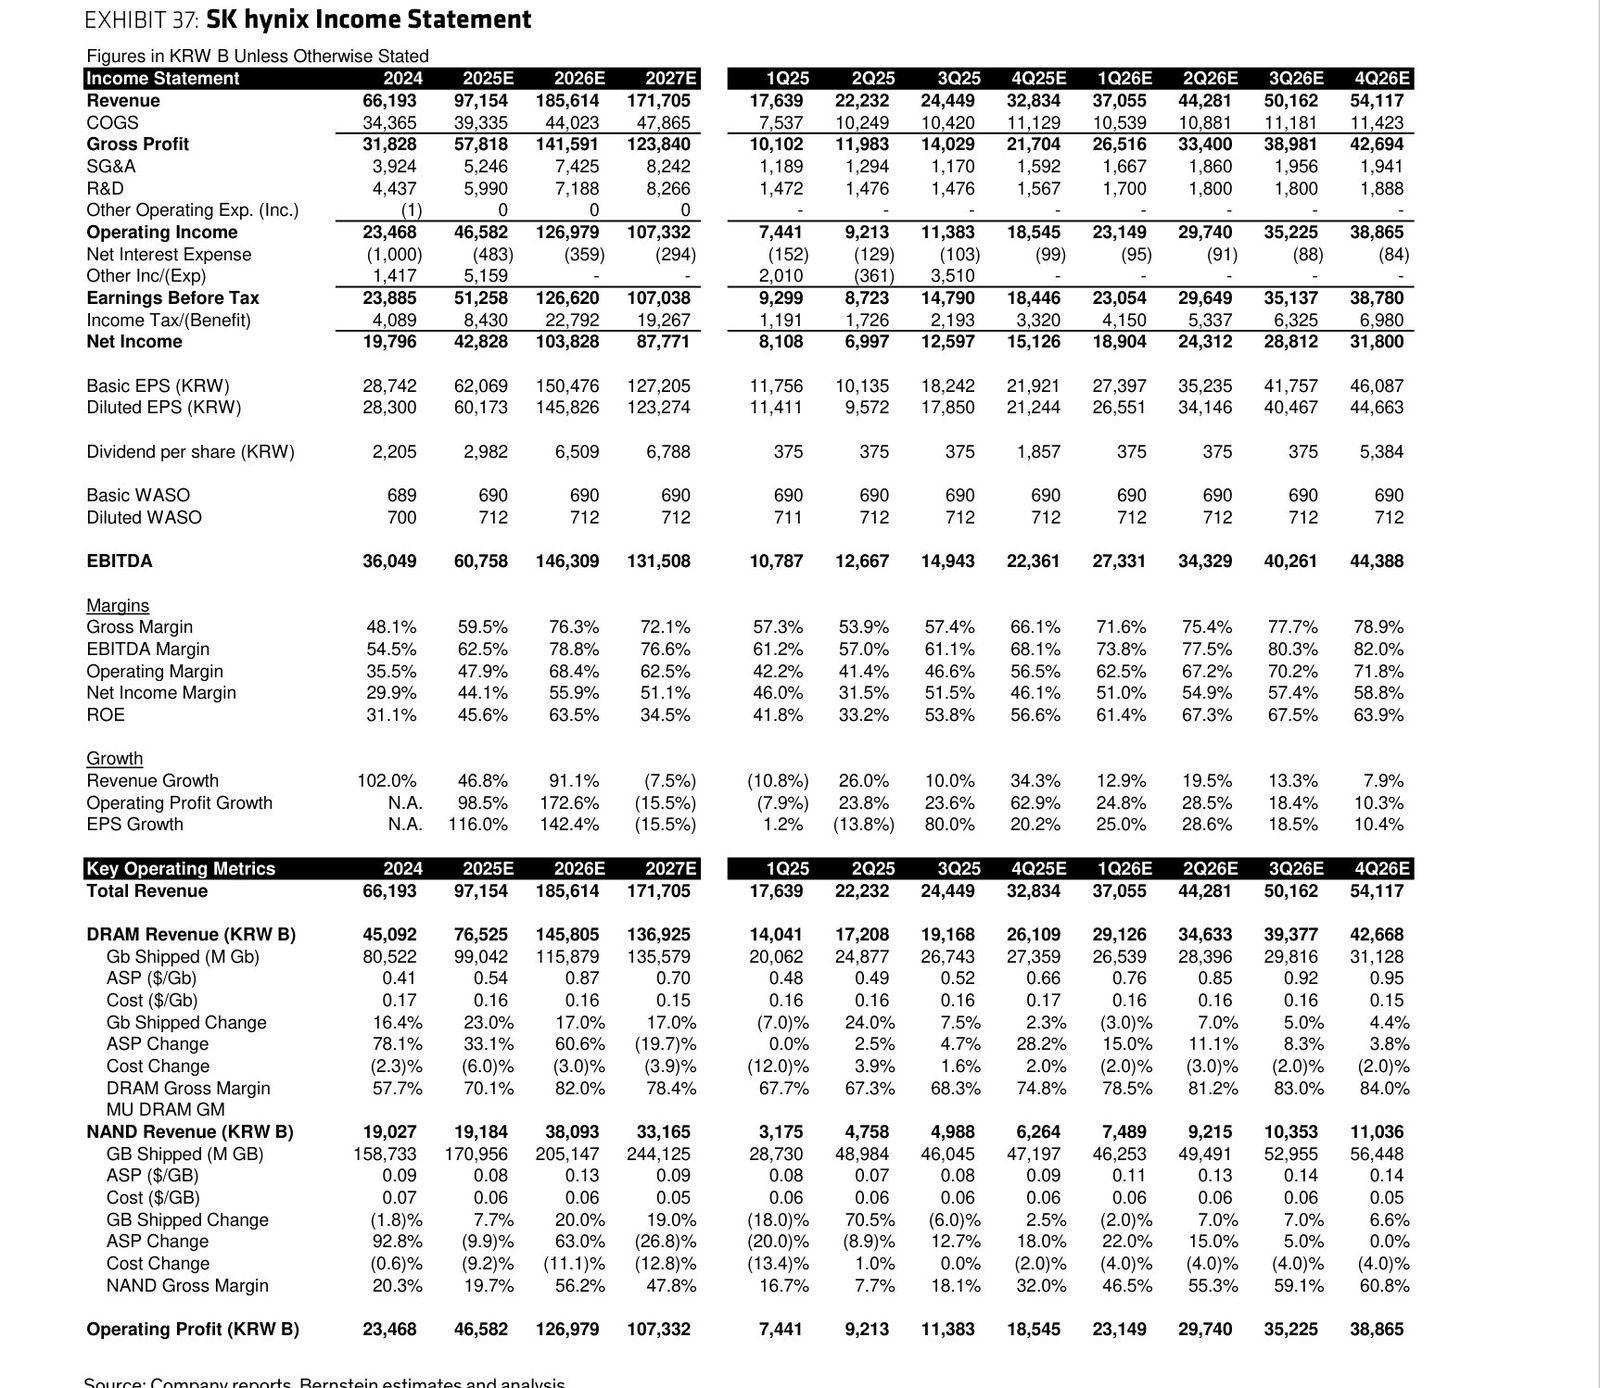 EXHIBIT 37: SK hynix Income Statement
Figures in KRW B Unless Otherwise Stated
Income Statement 2024 2025E 2026E 2027E 1Q25 2Q25 3Q25 4Q25E 1Q26E 2Q26E 3Q26E 4Q26E
Revenue 66,193 97,154 185,614 171,705 17,639 22,232 24,449 32,834 37,055 44,281 50,162 54,117
COGS 34,365 39,335 44,023 47,865 7,537 10,249 10,420 11,129 10,539 10,881 11,181 11,423
Gross Profit 31,828 57,818 141,591 123,840 10,102 11,983 14,029 21,704 26,516 33,400 38,981 42,694
SG&A 3,924 5,246 7,425 8,242 1,189 1,294 1,170 1,592 1,667 1,860 1,956 1,941
R&D 4,437 5,990 7,188 8,266 1,472 1,476 1,476 1,567 1,700 1,800 1,800 1,888
Other Operating Exp. (Inc.) (1) 0 0 0 - - - - - - - -
Operating Income 23,468 46,582 126,979 107,332 7,441 9,213 11,383 18,545 23,149 29,740 35,225 38,865
Net Interest Expense (1,000) (483) (359) (294) (152) (129) (103) (99) (95) (91) (88) (84)
Other Inc/(Exp) 1,417 5,159 - - 2,010 (361) 3,510 - - - - -
Earnings Before Tax 23,885 51,258 126,620 107,038 9,299 8,723 14,790 18,446 23,054 29,649 35,137 38,780
Income Tax/(Benefit) 4,089 8,430 22,792 19,267 1,191 1,726 2,193 3,320 4,150 5,337 6,325 6,980
Net Income 19,796 42,828 103,828 87,771 8,108 6,997 12,597 15,126 18,904 24,312 28,812 31,800
Basic EPS (KRW) 28,742 62,069 150,476 127,205 11,756 10,135 18,242 21,921 27,397 35,235 41,757 46,087
Diluted EPS (KRW) 28,300 60,173 145,826 123,274 11,411 9,572 17,850 21,244 26,551 34,146 40,467 44,663
Dividend per share (KRW) 2,205 2,982 6,509 6,788 375 375 375 1,857 375 375 375 5,384
Basic WASO 689 690 690 690 690 690 690 690 690 690 690 690
Diluted WASO 700 712 712 712 711 712 712 712 712 712 712 712
EBITDA 36,049 60,758 146,309 131,508 10,787 12,667 14,943 22,361 27,331 34,329 40,261 44,388
Margins
Gross Margin 48.1% 59.5% 76.3% 72.1% 57.3% 53.9% 57.4% 66.1% 71.6% 75.4% 77.7% 78.9%
EBITDA Margin 54.5% 62.5% 78.8% 76.6% 61.2% 57.0% 61.1% 68.1% 73.8% 77.5% 80.3% 82.0%
Operating Margin 35.5% 47.9% 68.4% 62.5% 42.2% 41.4% 46.6% 56.5% 62.5% 67.2% 70.2% 71.8%
Net Income Margin 29.9% 44.1% 55.9% 51.1% 46.0% 31.5% 51.5% 46.1% 51.0% 54.9% 57.4% 58.8%
ROE 31.1% 45.6% 63.5% 34.5% 41.8% 33.2% 53.8% 56.6% 61.4% 67.3% 67.5% 63.9%
Growth
Revenue Growth 102.0% 46.8% 91.1% (7.5%) (10.8%) 26.0% 10.0% 34.3% 12.9% 19.5% 13.3% 7.9%
Operating Profit Growth N.A. 98.5% 172.6% (15.5%) (7.9%) 23.8% 23.6% 62.9% 24.8% 28.5% 18.4% 10.3%
EPS Growth N.A. 116.0% 142.4% (15.5%) 1.2% (13.8%) 80.0% 20.2% 25.0% 28.6% 18.5% 10.4%
Key Operating Metrics 2024 2025E 2026E 2027E 1Q25 2Q25 3Q25 4Q25E 1Q26E 2Q26E 3Q26E 4Q26E
Total Revenue 66,193 97,154 185,614 171,705 17,639 22,232 24,449 32,834 37,055 44,281 50,162 54,117
DRAM Revenue (KRW B) 45,092 76,525 145,805 136,925 14,041 17,208 19,168 26,109 29,126 34,633 39,377 42,668
Gb Shipped (M Gb) 80,522 99,042 115,879 135,579 20,062 24,877 26,743 27,359 26,539 28,396 29,816 31,128
ASP ($/Gb) 0.41 0.54 0.87 0.70 0.48 0.49 0.52 0.66 0.76 0.85 0.92 0.95
Cost ($/Gb) 0.17 0.16 0.16 0.15 0.16 0.16 0.16 0.17 0.16 0.16 0.16 0.15
Gb Shipped Change 16.4% 23.0% 17.0% 17.0% (7.0)% 24.0% 7.5% 2.3% (3.0)% 7.0% 5.0% 4.4%
ASP Change 78.1% 33.1% 60.6% (19.7)% 0.0% 2.5% 4.7% 28.2% 15.0% 11.1% 8.3% 3.8%
Cost Change (2.3)% (6.0)% (3.0)% (3.9)% (12.0)% 3.9% 1.6% 2.0% (2.0)% (3.0)% (2.0)% (2.0)%
DRAM Gross Margin 57.7% 70.1% 82.0% 78.4% 67.7% 67.3% 68.3% 74.8% 78.5% 81.2% 83.0% 84.0%
MU DRAM GM
NAND Revenue (KRW B) 19,027 19,184 38,093 33,165 3,175 4,758 4,988 6,264 7,489 9,215 10,353 11,036
GB Shipped (M GB) 158,733 170,956 205,147 244,125 28,730 48,984 46,045 47,197 46,253 49,491 52,955 56,448
ASP ($/GB) 0.09 0.08 0.13 0.09 0.08 0.07 0.08 0.09 0.11 0.13 0.14 0.14
Cost ($/GB) 0.07 0.06 0.06 0.05 0.06 0.06 0.06 0.06 0.06 0.06 0.06 0.05
GB Shipped Change (1.8)% 7.7% 20.0% 19.0% (18.0)% 70.5% (6.0)% 2.5% (2.0)% 7.0% 7.0% 6.6%
ASP Change 92.8% (9.9)% 63.0% (26.8)% (20.0)% (8.9)% 12.7% 18.0% 22.0% 15.0% 5.0% 0.0%
Cost Change (0.6)% (9.2)% (11.1)% (12.8)% (13.4)% 1.0% 0.0% (2.0)% (4.0)% (4.0)% (4.0)% (4.0)%
NAND Gross Margin 20.3% 19.7% 56.2% 47.8% 16.7% 7.7% 18.1% 32.0% 46.5% 55.3% 59.1% 60.8%
Operating Profit (KRW B) 23,468 46,582 126,979 107,332 7,441 9,213 11,383 18,545 23,149 29,740 35,225 38,865
Source: Company reports, Bernstein estimates and analysis